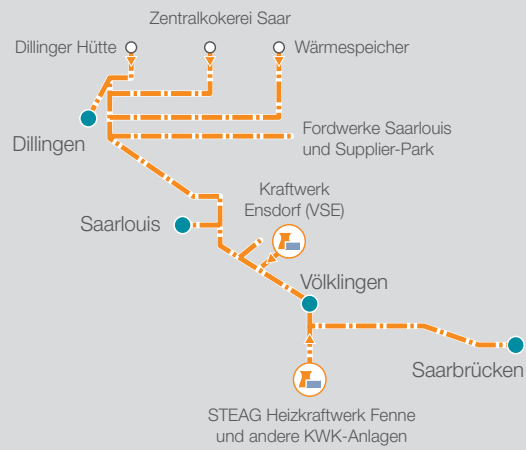 Zentralkokerei Saar
Dillinger Hütte
Wärmespeicher
Dillingen
Fordwerke Saarlouis
und Supplier-Park
Kraftwerk
Ensdorf (VSE)
Saarlouis
Völklingen
Saarbrücken
STEAG Heizkraftwerk Fenne
und andere KWK-Anlagen